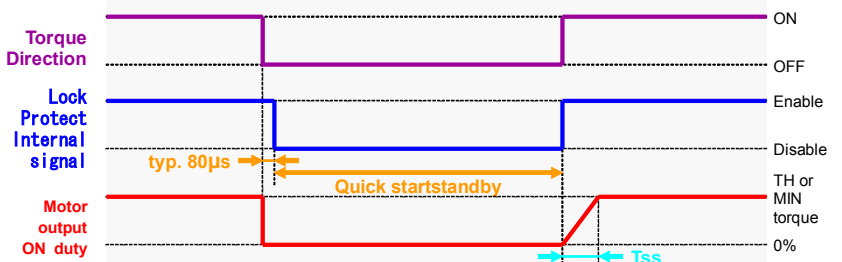 Torque
Direction
ON
OFF
Lock
Protect
Internal
signal
Enable
Disable
typ. 80µs
Quick startstandby
Motor
output
ON duty
TH or
MIN
torque
0%
Tss